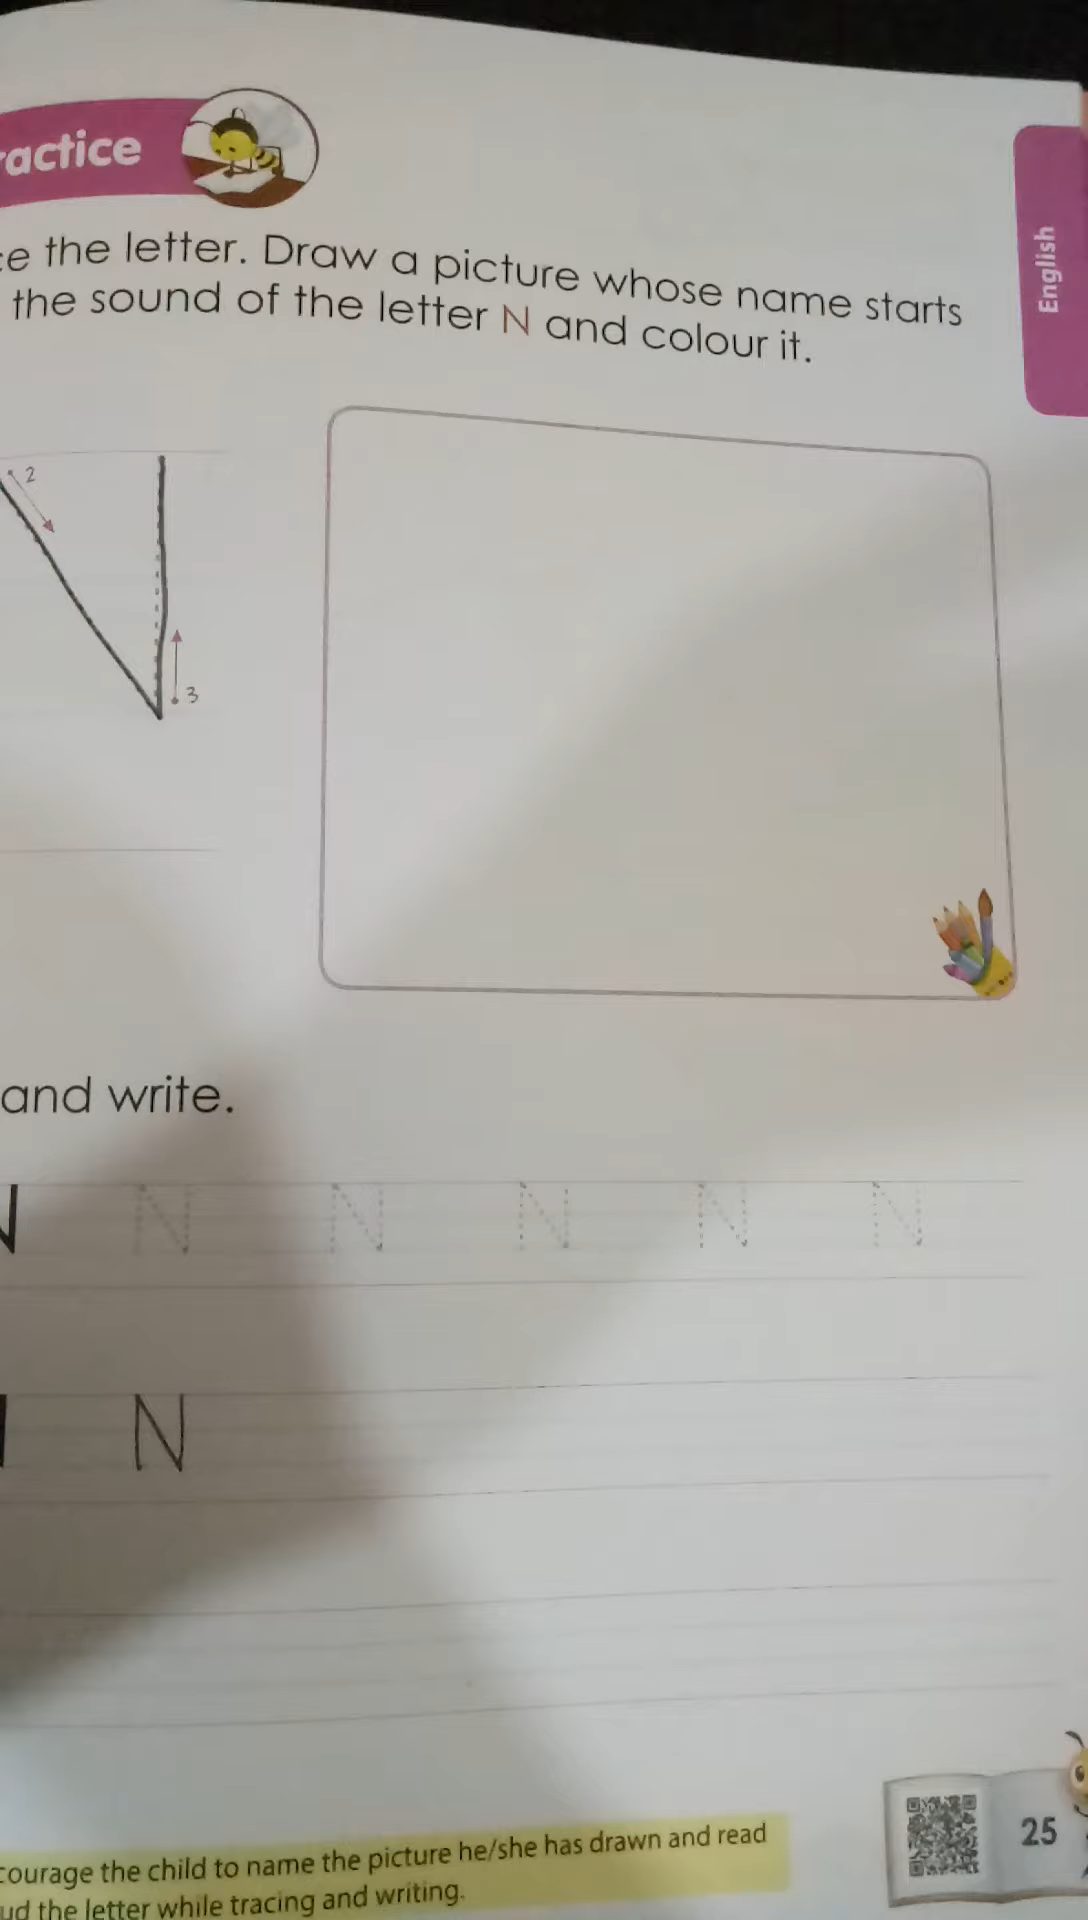 ractice
English
e the letter. Draw a picture whose name starts
the sound of the letter N and colour it.
2
3
and write.
N N N N N N
N
courage the child to name the picture he/she has drawn and read
ud the letter while tracing and writing.
25